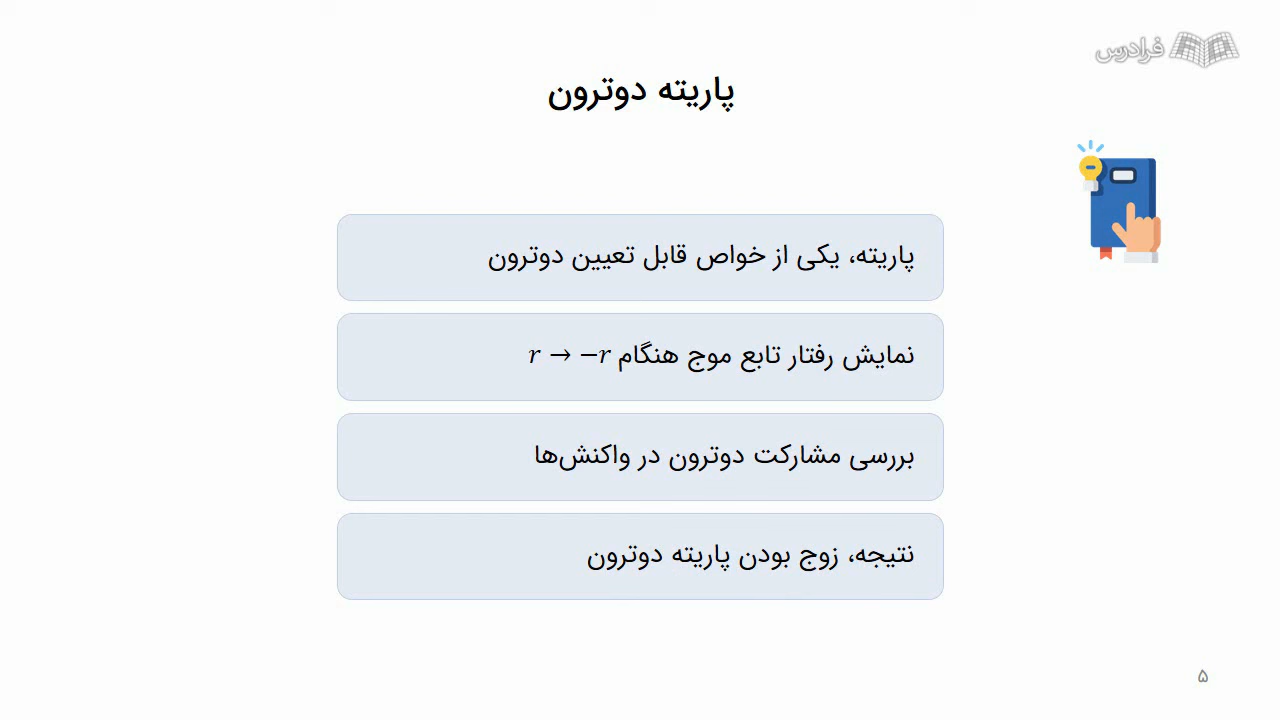 فرادرس
پاریته دوترون
پاریته، یکی از خواص قابل تعیین دوترون
نمایش رفتار تابع موج هنگام r → −r
بررسی مشارکت دوترون در واکنش‌ها
نتیجه، زوج بودن پاریته دوترون
۵